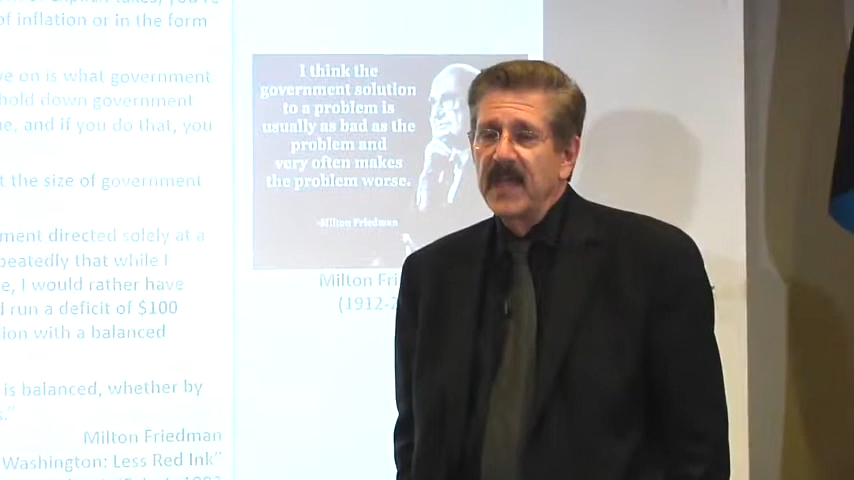 of inflation or in the form
ve on is what government
hold down government
e, and if you do that, you
t the size of government
ment directed solely at a
peatedly that while I
e, I would rather have
d run a deficit of $100
ion with a balanced
is balanced, whether by
s.”
Milton Friedman
Washington: Less Red Ink”
I think the
government solution
to a problem is
usually as bad as the
problem and
very often makes
the problem worse.
-Milton Friedman
Milton Fri
(1912-2